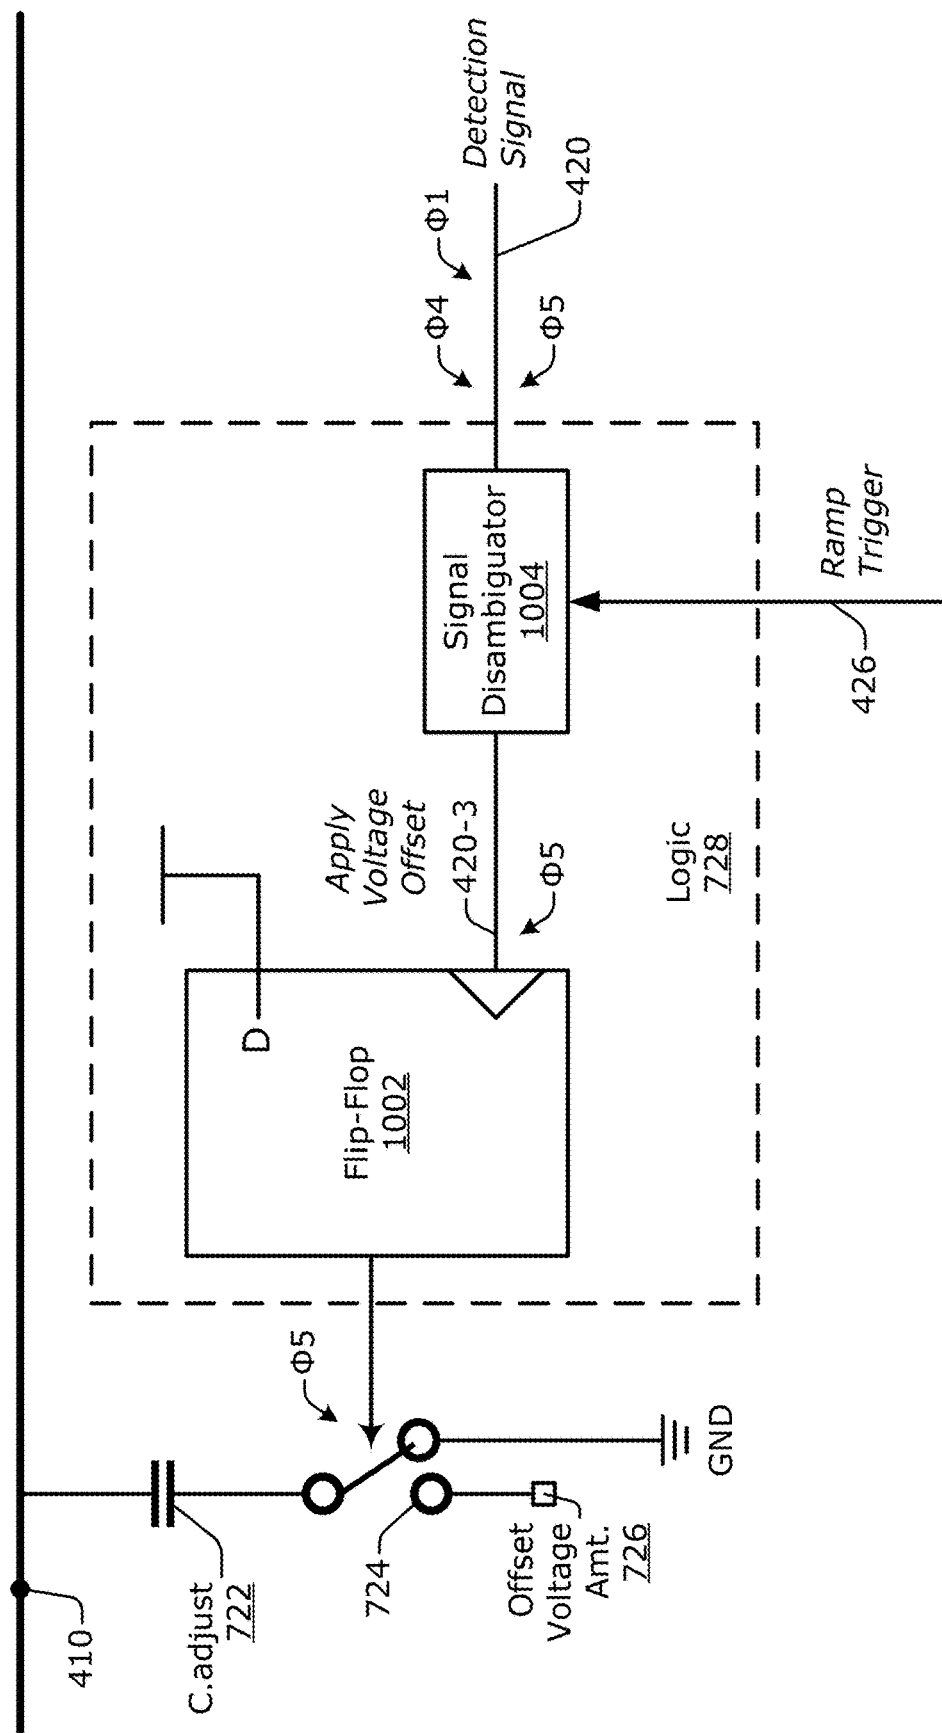 410
C.adjust
722
724
Offset
Voltage
Amt.
726
GND
Φ5
Flip-Flop
1002
D
Apply
Voltage
Offset
420-3
Φ5
Logic
728
Signal
Disambiguator
1004
Ramp
Trigger
426
Φ4
Φ1
Φ5
Detection
Signal
420